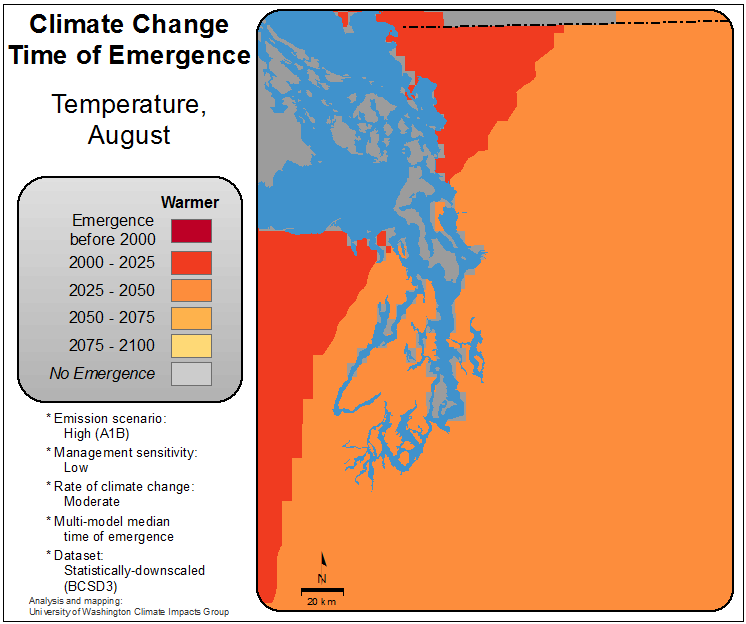 Climate Change
Time of Emergence
Temperature,
August
Warmer
Emergence
before 2000
2000 - 2025
2025 - 2050
2050 - 2075
2075 - 2100
No Emergence
* Emission scenario:
High (A1B)
* Management sensitivity:
Low
* Rate of climate change:
Moderate
* Multi-model median
time of emergence
* Dataset:
Statistically-downscaled
(BCSD3)
Analysis and mapping:
University of Washington Climate Impacts Group
N
20 km